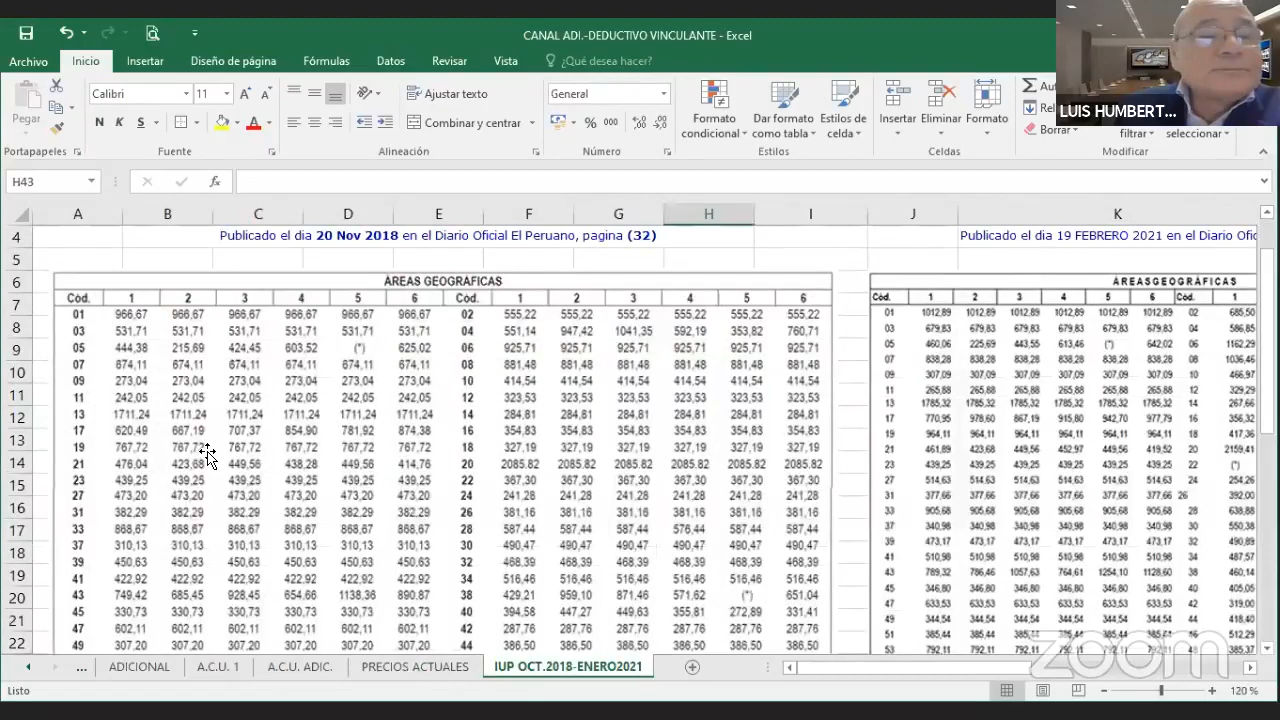 CANAL ADI.-DEDUCTIVO VINCULANTE - Excel
Archivo Inicio Insertar Diseño de página Fórmulas Datos Revisar Vista ¿Qué desea hacer?
LUIS HUMBERT...
Pegar Calibri 11 N K S Ajustar texto Combinar y centrar General % 000
Formato condicional Dar formato como tabla Estilos de celda Insertar Eliminar Formato Borrar filtrar seleccionar
Portapapeles Fuente Alineación Número Estilos Celdas Modificar
H43 fx
A B C D E F G H I J K
4 Publicado el dia 20 Nov 2018 en el Diario Oficial El Peruano, pagina (32) Publicado el dia 19 FEBRERO 2021 en el Diario Ofic
5
6 ÁREAS GEOGRÁFICAS ÁREAS GEOGRÁFICAS
7 Cód. 1 2 3 4 5 6 Cód. 1 2 3 4 5 6 Cód. 1 2 3 4 5 6 Cód. 1
01 966,67 966,67 966,67 966,67 966,67 966,67 02 555,22 555,22 555,22 555,22 555,22 555,22 01 1012,89 1012,89 1012,89 1012,89 1012,89 1012,89 02 685,50
8 03 531,71 531,71 531,71 531,71 531,71 531,71 04 551,14 947,42 1041,35 592,19 353,82 760,71 03 679,83 679,83 679,83 679,83 679,83 679,83 04 586,85
9 05 444,38 215,69 424,45 603,52 (*) 625,02 06 925,71 925,71 925,71 925,71 925,71 925,71 05 460,06 225,69 443,55 613,46 (*) 642,02 06 1162,29
10 07 674,11 674,11 674,11 674,11 674,11 674,11 08 881,48 881,48 881,48 881,48 881,48 881,48 07 838,28 838,28 838,28 838,28 838,28 838,28 08 1036,46
09 273,04 273,04 273,04 273,04 273,04 273,04 10 414,54 414,54 414,54 414,54 414,54 414,54 09 307,09 307,09 307,09 307,09 307,09 307,09 10 466,97
11 11 242,05 242,05 242,05 242,05 242,05 242,05 12 323,53 323,53 323,53 323,53 323,53 323,53 11 265,88 265,88 265,88 265,88 265,88 265,88 12 329,29
12 13 1711,24 1711,24 1711,24 1711,24 1711,24 1711,24 14 284,81 284,81 284,81 284,81 284,81 284,81 13 1785,32 1785,32 1785,32 1785,32 1785,32 1785,32 14 267,66
13 17 620,49 667,19 707,37 854,90 781,92 874,38 16 354,83 354,83 354,83 354,83 354,83 354,83 17 770,95 978,60 867,19 915,80 942,70 977,79 16 356,32
19 767,72 767,72 767,72 767,72 767,72 767,72 18 327,19 327,19 327,19 327,19 327,19 327,19 19 964,11 964,11 964,11 964,11 964,11 964,11 18 417,36
14 21 476,04 423,68 449,56 438,28 449,56 414,76 20 2085.82 2085.82 2085.82 2085.82 2085.82 2085.82 21 461,89 423,68 449,56 452,97 449,56 419,52 20 2159,41
15 23 439,25 439,25 439,25 439,25 439,25 439,25 22 367,30 367,30 367,30 367,30 367,30 367,30 23 439,25 439,25 439,25 439,25 439,25 439,25 22 (*)
27 473,20 473,20 473,20 473,20 473,20 473,20 24 241,28 241,28 241,28 241,28 241,28 241,28 27 514,63 514,63 514,63 514,63 514,63 514,63 24 254,26
16 31 382,29 382,29 382,29 382,29 382,29 382,29 26 381,16 381,16 381,16 381,16 381,16 381,16 31 377,66 377,66 377,66 377,66 377,66 377,66 26 392,00
17 33 868,67 868,67 868,67 868,67 868,67 868,67 28 587,44 587,44 587,44 576,44 587,44 587,44 33 905,68 905,68 905,68 905,68 905,68 905,68 28 638,88
18 37 310,13 310,13 310,13 310,13 310,13 310,13 30 490,47 490,47 490,47 490,47 490,47 490,47 37 340,98 340,98 340,98 340,98 340,98 340,98 30 550,38
39 450,63 450,63 450,63 450,63 450,63 450,63 32 468,39 468,39 468,39 468,39 468,39 468,39 39 473,17 473,17 473,17 473,17 473,17 473,17 32 490,89
19 41 422,92 422,92 422,92 422,92 422,92 422,92 34 516,46 516,46 516,46 516,46 516,46 516,46 41 510,98 510,98 510,98 510,98 510,98 510,98 34 487,57
20 43 749,42 685,45 928,45 654,66 1138,36 890,87 38 429,21 959,10 871,46 571,62 (*) 651,04 43 789,32 786,46 1057,63 764,61 1254,10 1128,60 38 460,14
21 45 330,73 330,73 330,73 330,73 330,73 330,73 40 394,58 447,27 449,63 355,81 272,89 331,41 45 346,80 346,80 346,80 346,80 346,80 346,80 40 405,05
47 602,11 602,11 602,11 602,11 602,11 602,11 42 287,76 287,76 287,76 287,76 287,76 287,76 47 633,53 633,53 633,53 633,53 633,53 633,53 42 319,00
22 49 307,20 307,20 307,20 307,20 307,20 307,20 44 386,50 386,50 386,50 386,50 386,50 386,50 49 344,54 344,54 344,54 344,54 344,54 344,54 44 418,40
51 385,44 385,44 385,44 385,44 385,44 385,44 512,29
53 792,11 792,11 792,11 792,11 792,11 792,11 385,37
zoom
... ADICIONAL A.C.U. 1 A.C.U. ADIC. PRECIOS ACTUALES IUP OCT.2018-ENERO2021
Listo 120 %